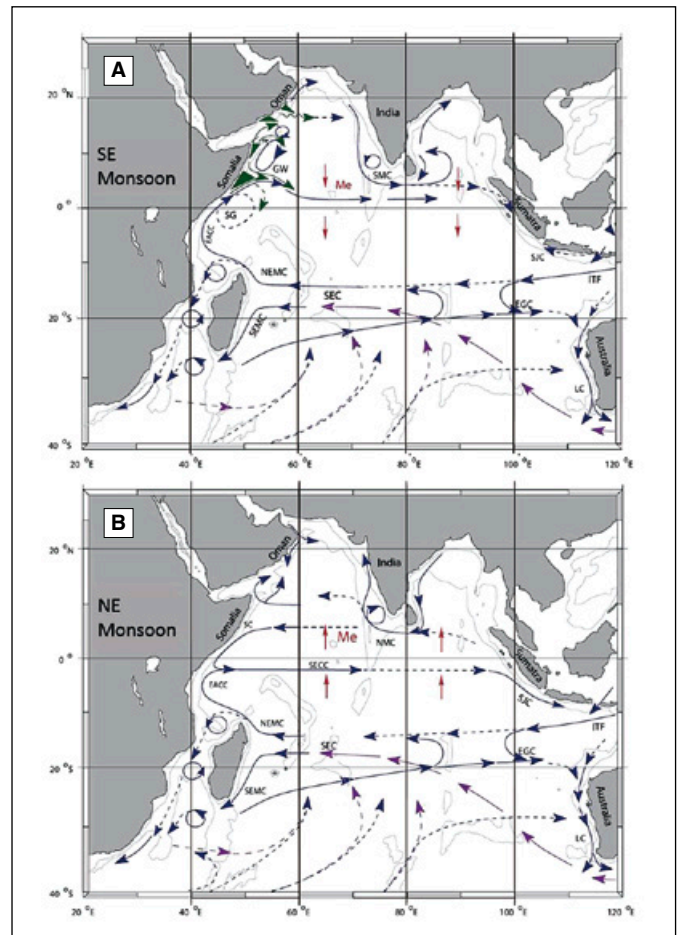 A
20 °N
Oman
India
SE
Monsoon
Somalia
GW
SMC
Me
Sumatra
0 °
SG
EACC
SJC
NEMC
ITF
SEC
EGC
20 °S
SEMC
Australia
LC
40 °S
20 °E
40 °E
60 °E
80 °E
100 °E
120 °E
B
20 °N
Oman
India
NE
Monsoon
Somalia
SC
Me
NMC
Sumatra
0 °
SECC
EACC
SJC
NEMC
ITF
SEC
EGC
20 °S
SEMC
Australia
LC
40 °S
20 °E
40 °E
60 °E
80 °E
100 °E
120 °E